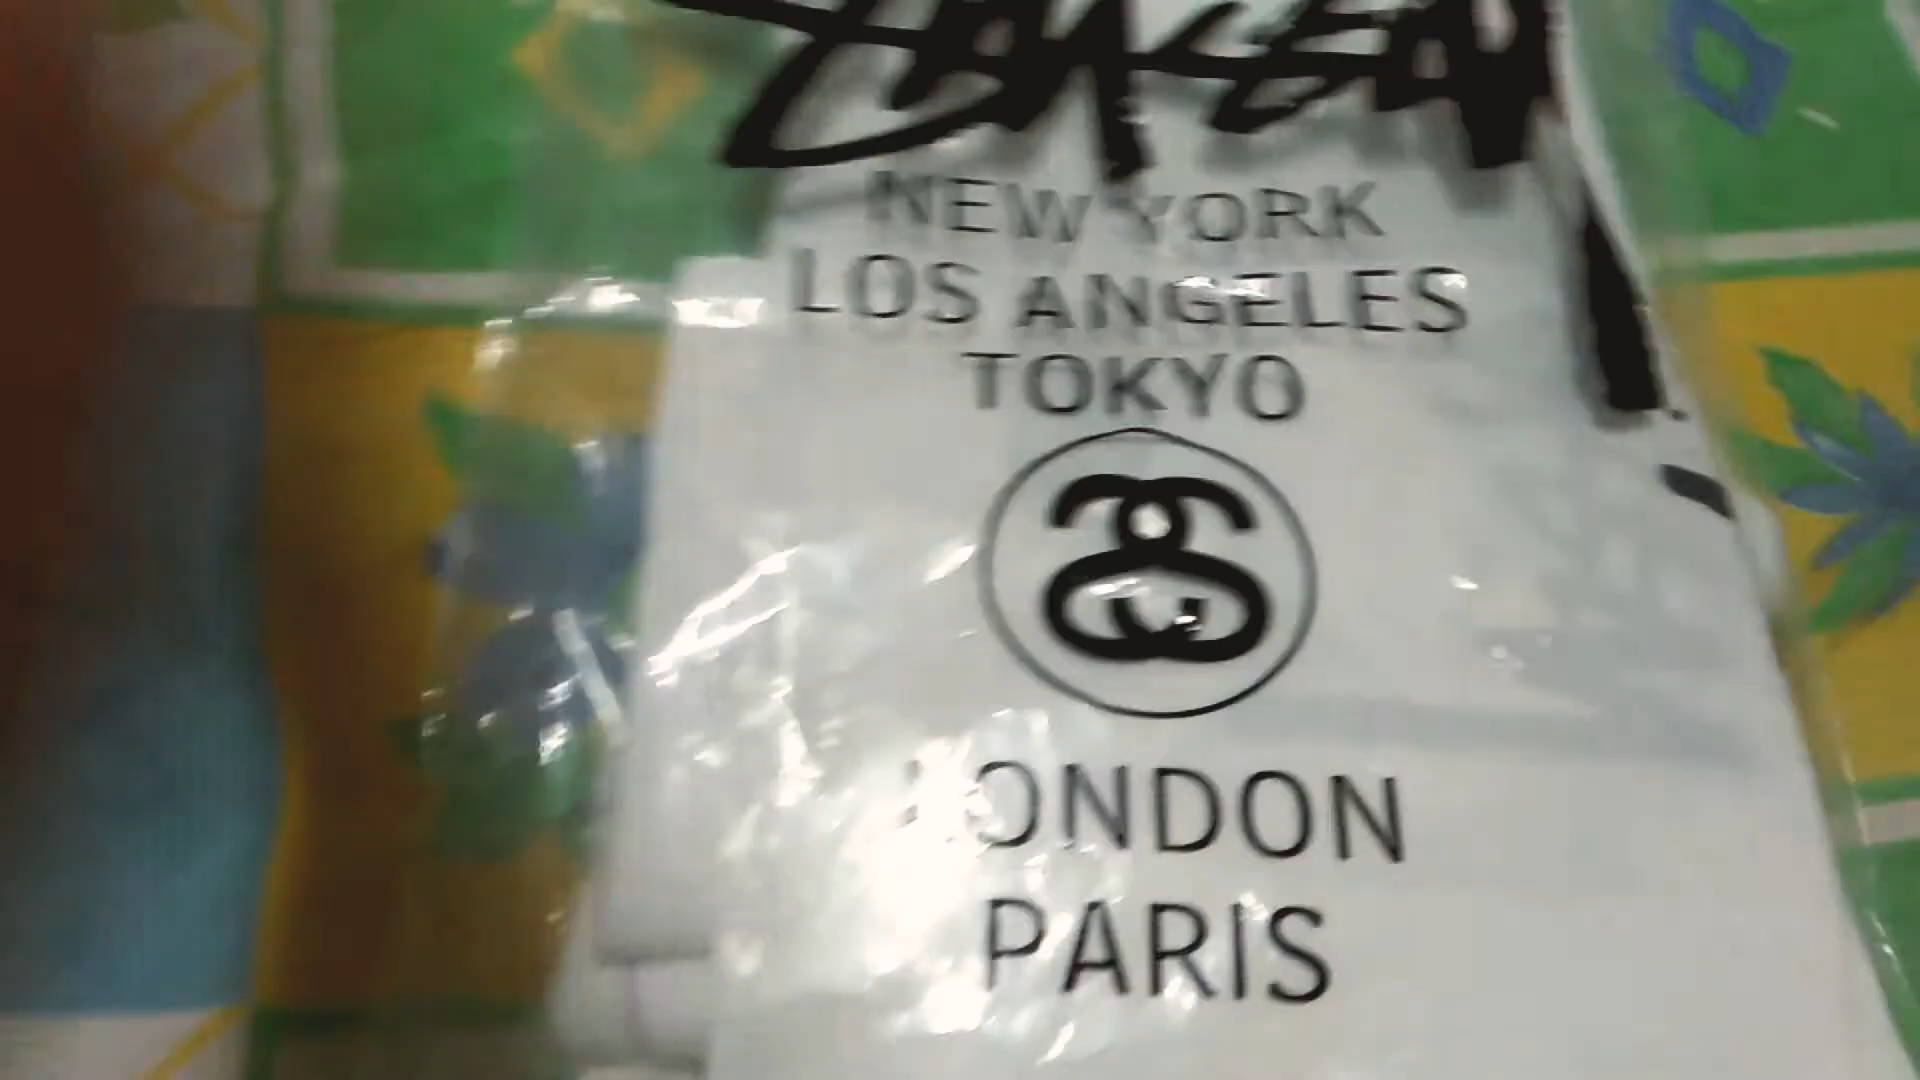 NEW YORK
LOS ANGELES
TOKYO
LONDON
PARIS